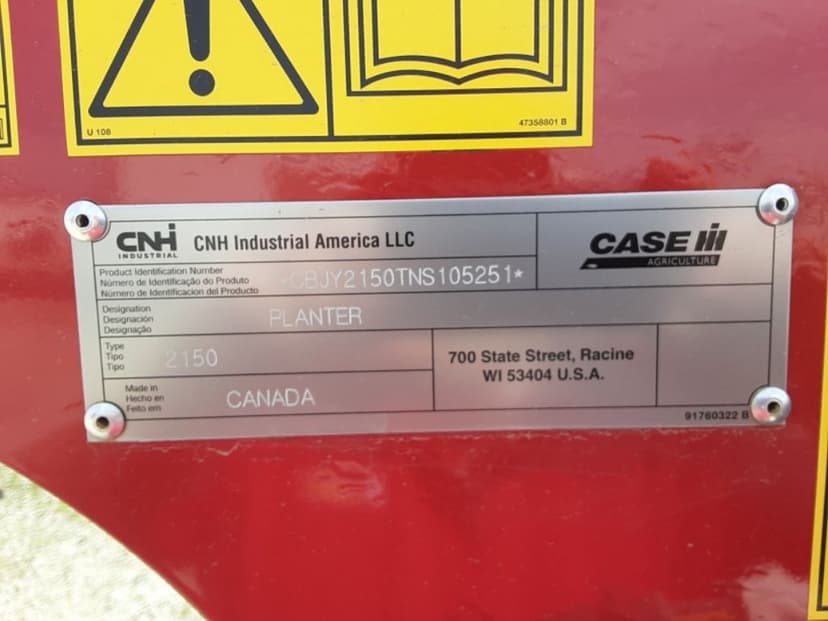 U 108
47358801 B
CNH INDUSTRIAL
CNH Industrial America LLC
CASE IH
AGRICULTURE
Product Identification Number
Número de Identificação do Produto
Número de Identificacion del Producto
*CBJY2150TNS105251*
Designation
Designación
Designação
PLANTER
Type
Tipo
Tipo
2150
700 State Street, Racine
WI 53404 U.S.A.
Made in
Hecho en
Feito em
CANADA
91760322 B